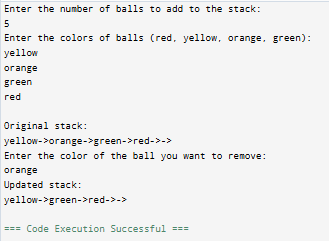 Enter the number of balls to add to the stack:
5
Enter the colors of balls (red, yellow, orange, green):
yellow
orange
green
red

Original stack:
yellow->orange->green->red->->
Enter the color of the ball you want to remove:
orange
Updated stack:
yellow->green->red->->

=== Code Execution Successful ===